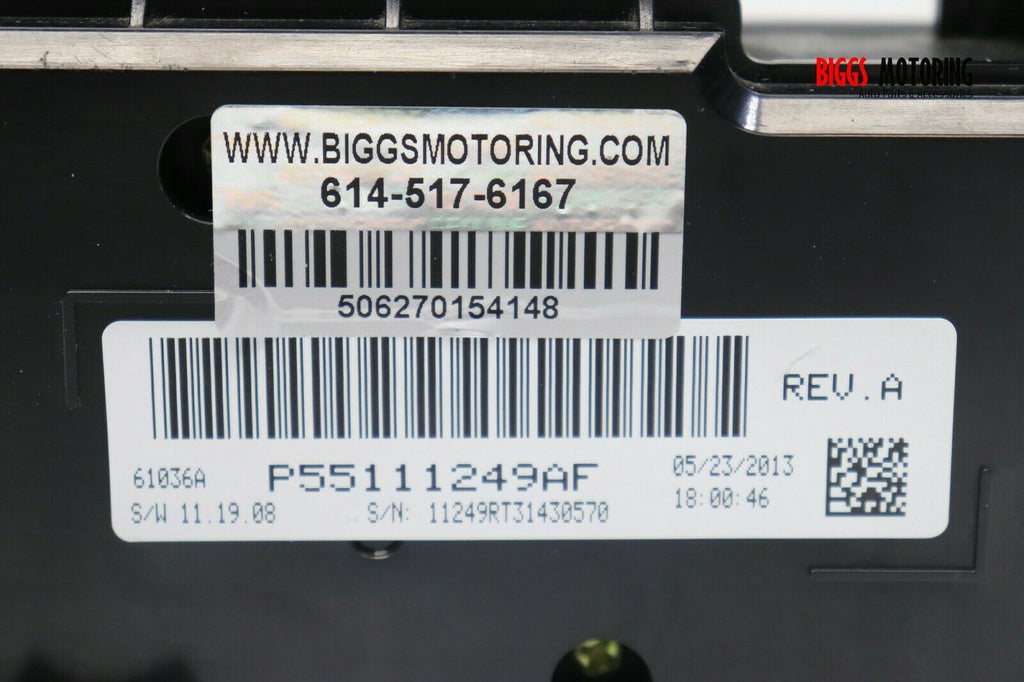 BIGGS MOTORING
WWW.BIGGSMOTORING.COM
614-517-6167
506270154148
REV.A
61036A P55111249AF 05/23/2013
S/W 11.19.08 S/N: 11249RT31430570 18:00:46